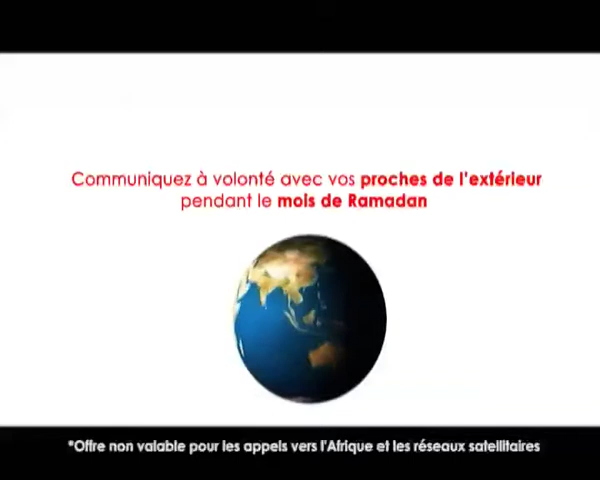 Communiquez à volonté avec vos proches de l'extérieur
pendant le mois de Ramadan
*Offre non valable pour les appels vers l'Afrique et les réseaux satellitaires